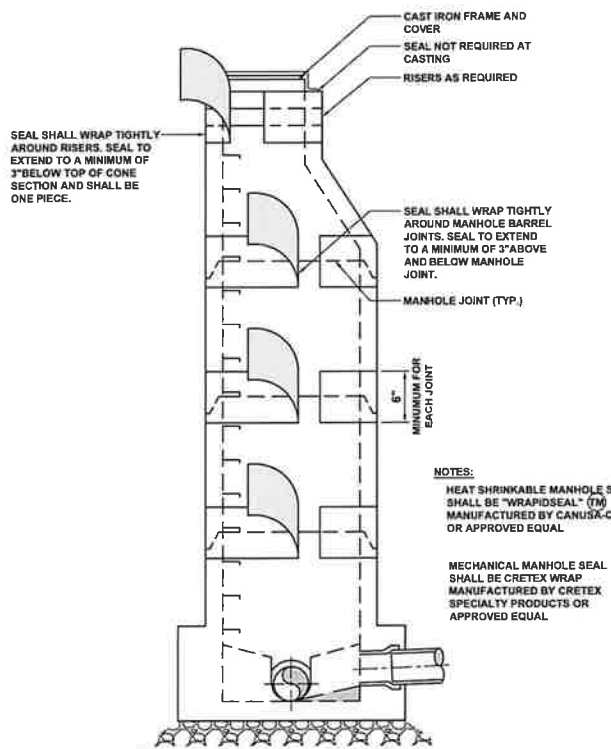 CAST IRON FRAME AND
COVER
SEAL NOT REQUIRED AT
CASTING
RISERS AS REQUIRED
SEAL SHALL WRAP TIGHTLY
AROUND RISERS. SEAL TO
EXTEND TO A MINIMUM OF
3"BELOW TOP OF CONE
SECTION AND SHALL BE
ONE PIECE.
SEAL SHALL WRAP TIGHTLY
AROUND MANHOLE BARREL
JOINTS. SEAL TO EXTEND
TO A MINIMUM OF 3"ABOVE
AND BELOW MANHOLE
JOINT.
MANHOLE JOINT (TYP.)
6"
MINUMUM FOR
EACH JOINT
NOTES:
HEAT SHRINKABLE MANHOLE S
SHALL BE "WRAPIDSEAL" TM
MANUFACTURED BY CANUSA-C
OR APPROVED EQUAL
MECHANICAL MANHOLE SEAL
SHALL BE CRETEX WRAP
MANUFACTURED BY CRETEX
SPECIALTY PRODUCTS OR
APPROVED EQUAL